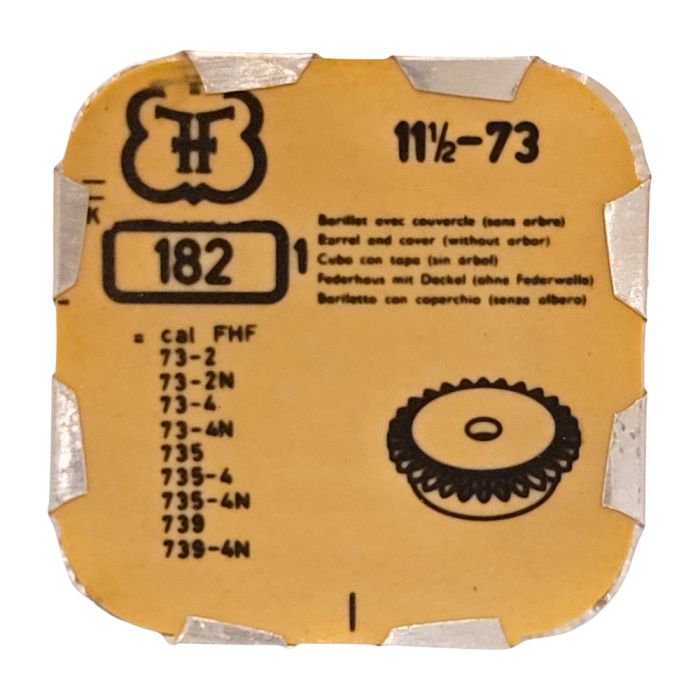 FHF
11½-73
K
182 1
Barillet avec couvercle (sans arbre)
Barrel and cover (without arbor)
Cubo con tapa (sin árbol)
Federhaus mit Deckel (ohne Federwelle)
Bariletto con coperchio (senza albero)
= cal FHF
73-2
73-2N
73-4
73-4N
735
735-4
735-4N
739
739-4N